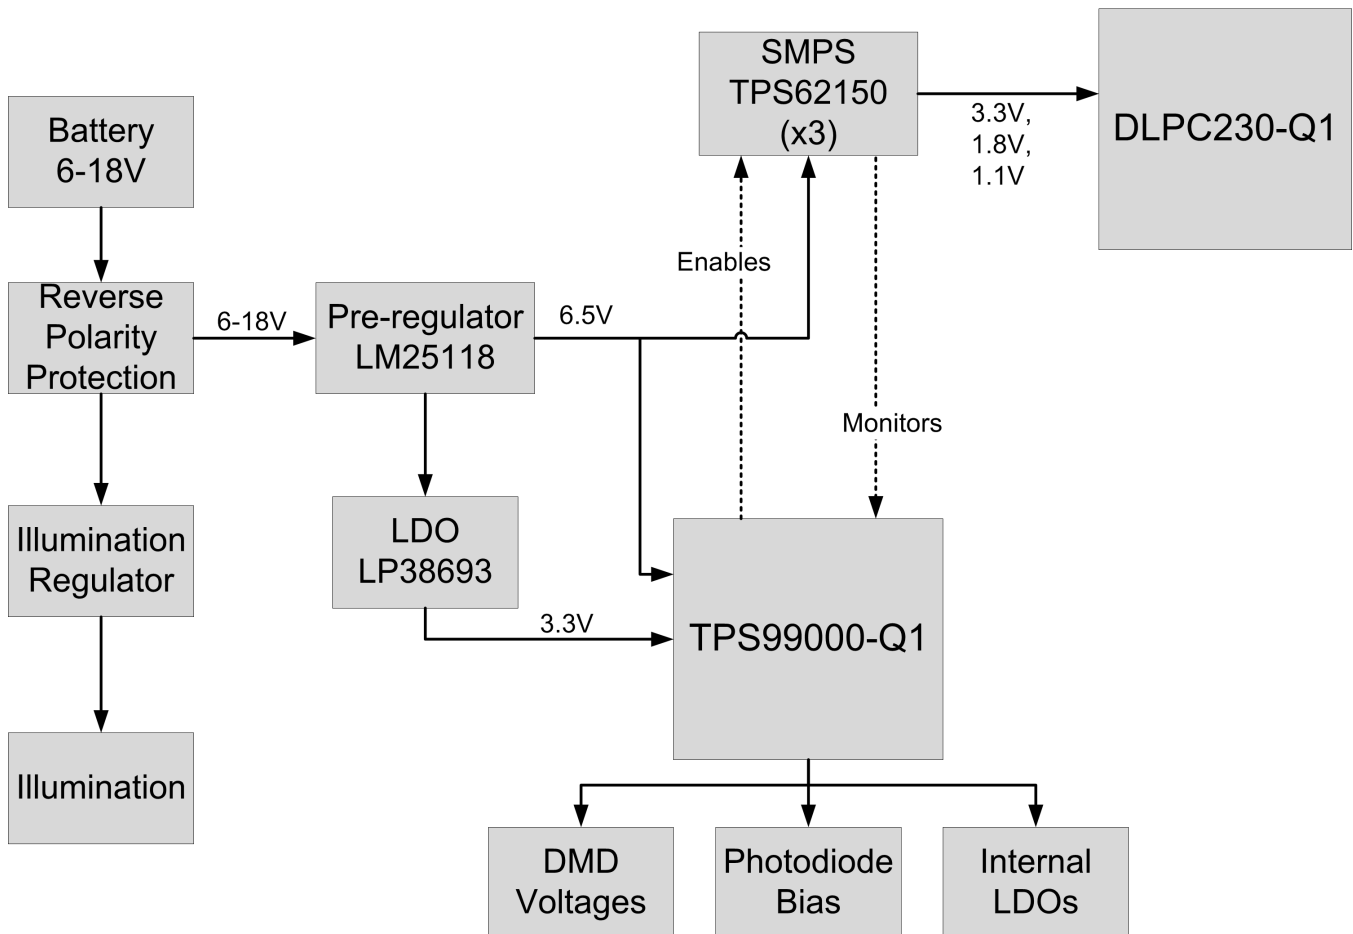 Battery
6-18V
Reverse
Polarity
Protection
6-18V
Pre-regulator
LM25118
6.5V
SMPS
TPS62150
(x3)
3.3V,
1.8V,
1.1V
DLPC230-Q1
Enables
Monitors
LDO
LP38693
3.3V
TPS99000-Q1
Illumination
Regulator
Illumination
DMD
Voltages
Photodiode
Bias
Internal
LDOs